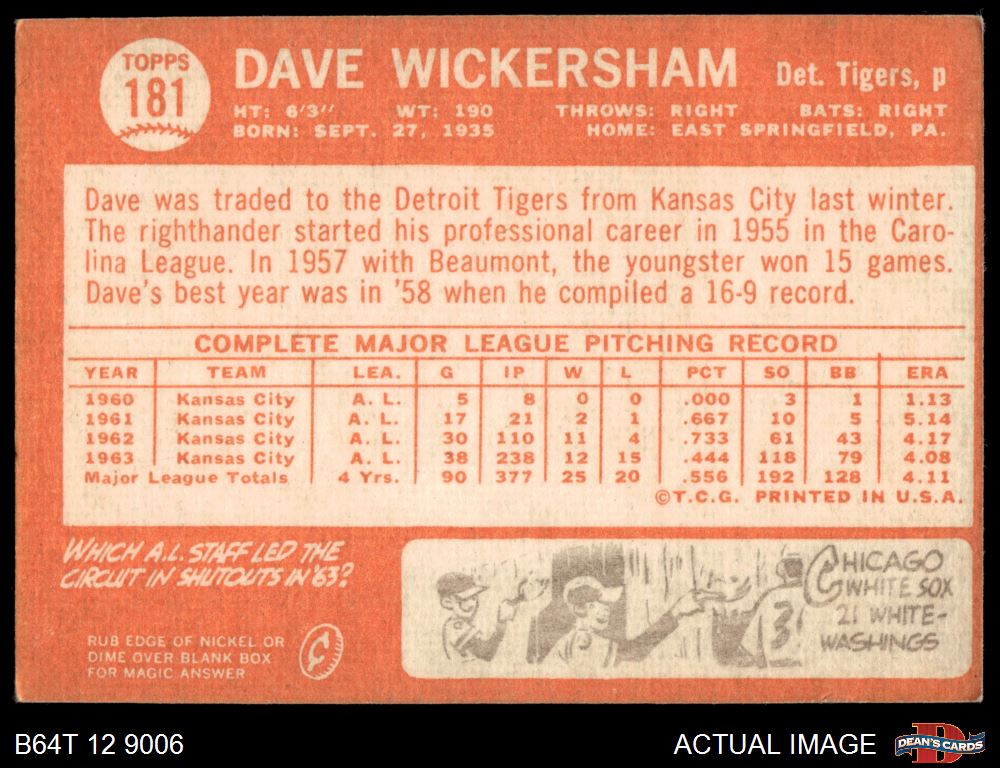 TOPPS
181
DAVE WICKERSHAM Det. Tigers, p
HT: 6'3'' WT: 190 THROWS: RIGHT BATS: RIGHT
BORN: SEPT. 27, 1935 HOME: EAST SPRINGFIELD, PA.
Dave was traded to the Detroit Tigers from Kansas City last winter.
The righthander started his professional career in 1955 in the Caro-
lina League. In 1957 with Beaumont, the youngster won 15 games.
Dave's best year was in '58 when he compiled a 16-9 record.
COMPLETE MAJOR LEAGUE PITCHING RECORD
YEAR TEAM LEA. G IP W L PCT SO BB ERA
1960 Kansas City A. L. 5 8 0 0 .000 3 1 1.13
1961 Kansas City A. L. 17 21 2 1 .667 10 5 5.14
1962 Kansas City A. L. 30 110 11 4 .733 61 43 4.17
1963 Kansas City A. L. 38 238 12 15 .444 118 79 4.08
Major League Totals 4 Yrs. 90 377 25 20 .556 192 128 4.11
©T.C.G. PRINTED IN U.S.A.
WHICH A.L. STAFF LED THE
CIRCUIT IN SHUTOUTS IN '63?
RUB EDGE OF NICKEL OR
DIME OVER BLANK BOX
FOR MAGIC ANSWER
CHICAGO
WHITE SOX
21 WHITE-
WASHINGS
3
B64T 12 9006 ACTUAL IMAGE
D
DEAN'S CARDS